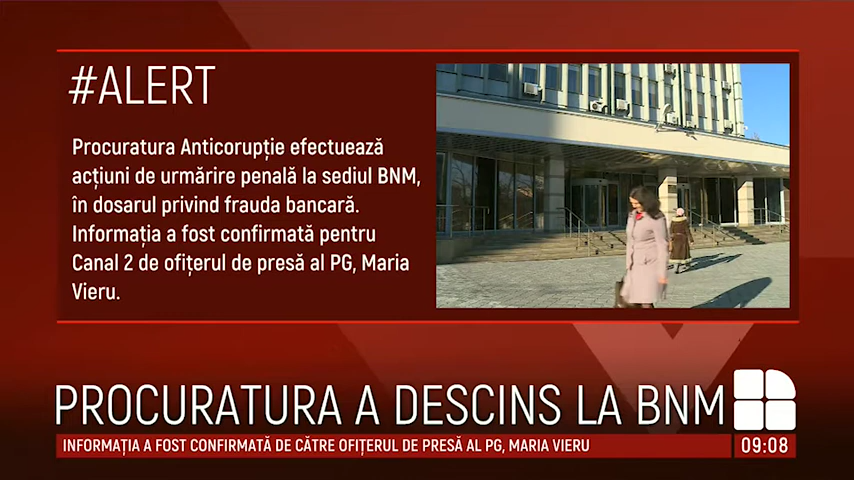 #ALERT
Procuratura Anticorupție efectuează
acțiuni de urmărire penală la sediul BNM,
în dosarul privind frauda bancară.
Informația a fost confirmată pentru
Canal 2 de ofițerul de presă al PG, Maria
Vieru.
PROCURATURA A DESCINS LA BNM
INFORMAȚIA A FOST CONFIRMATĂ DE CĂTRE OFIȚERUL DE PRESĂ AL PG, MARIA VIERU
09:08